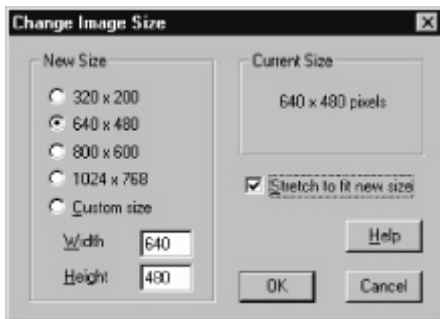 Change Image Size
New Size
320 x 200
640 x 480
800 x 600
1024 x 768
Custom size
Width 640
Height 480
Current Size
640 x 480 pixels
Stretch to fit new size
Help
OK Cancel